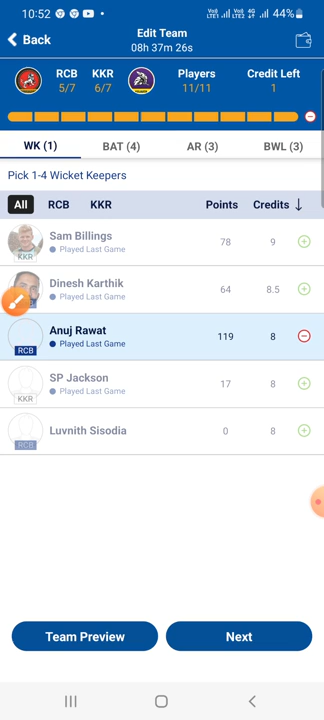 10:52 44%
Edit Team
Back
08h 37m 26s
RCB KKR Players Credit Left
5/7 6/7 11/11 1
WK (1) BAT (4) AR (3) BWL (3)
Pick 1-4 Wicket Keepers
All RCB KKR Points Credits ↓
Sam Billings
Played Last Game
78 9
KKR
Dinesh Karthik
Played Last Game
64 8.5
Anuj Rawat
Played Last Game
119 8
RCB
SP Jackson
Played Last Game
17 8
KKR
Luvnith Sisodia
0 8
RCB
Team Preview Next